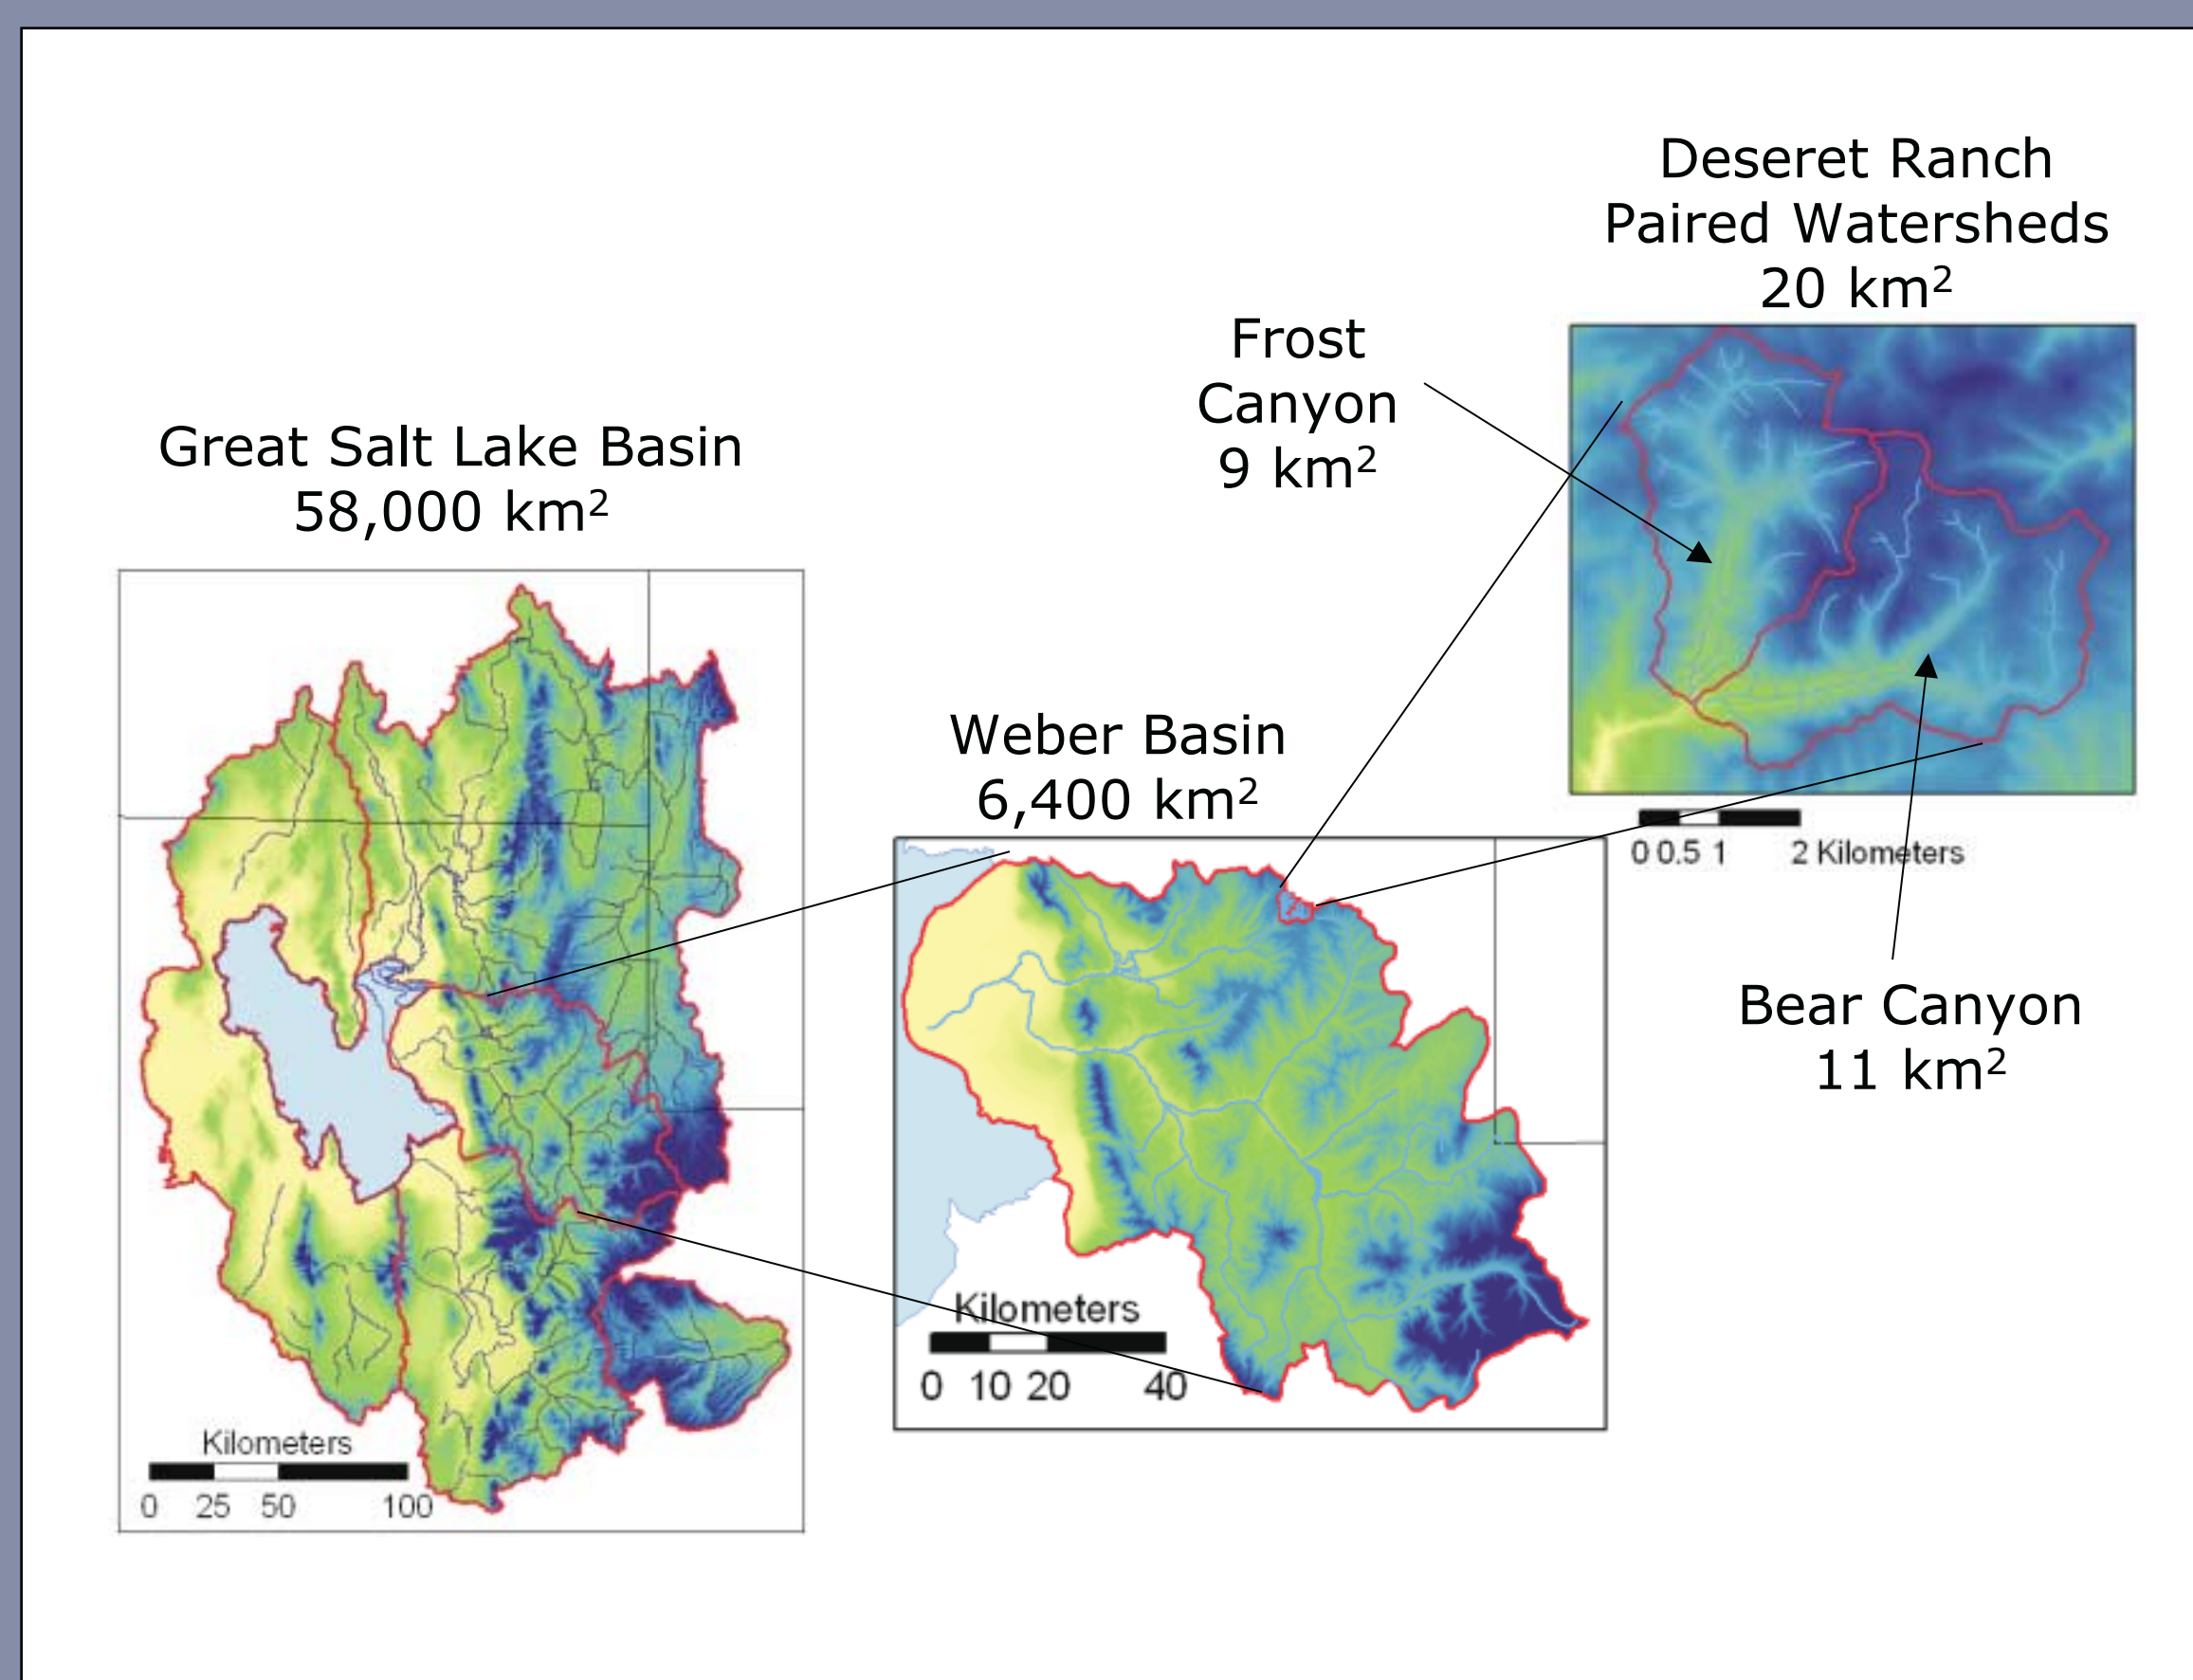 Deseret Ranch
Paired Watersheds
20 km²
Frost
Canyon
9 km²
Great Salt Lake Basin
58,000 km²
Weber Basin
6,400 km²
0 0.5 1 2 Kilometers
Bear Canyon
11 km²
Kilometers
0 10 20 40
Kilometers
0 25 50 100